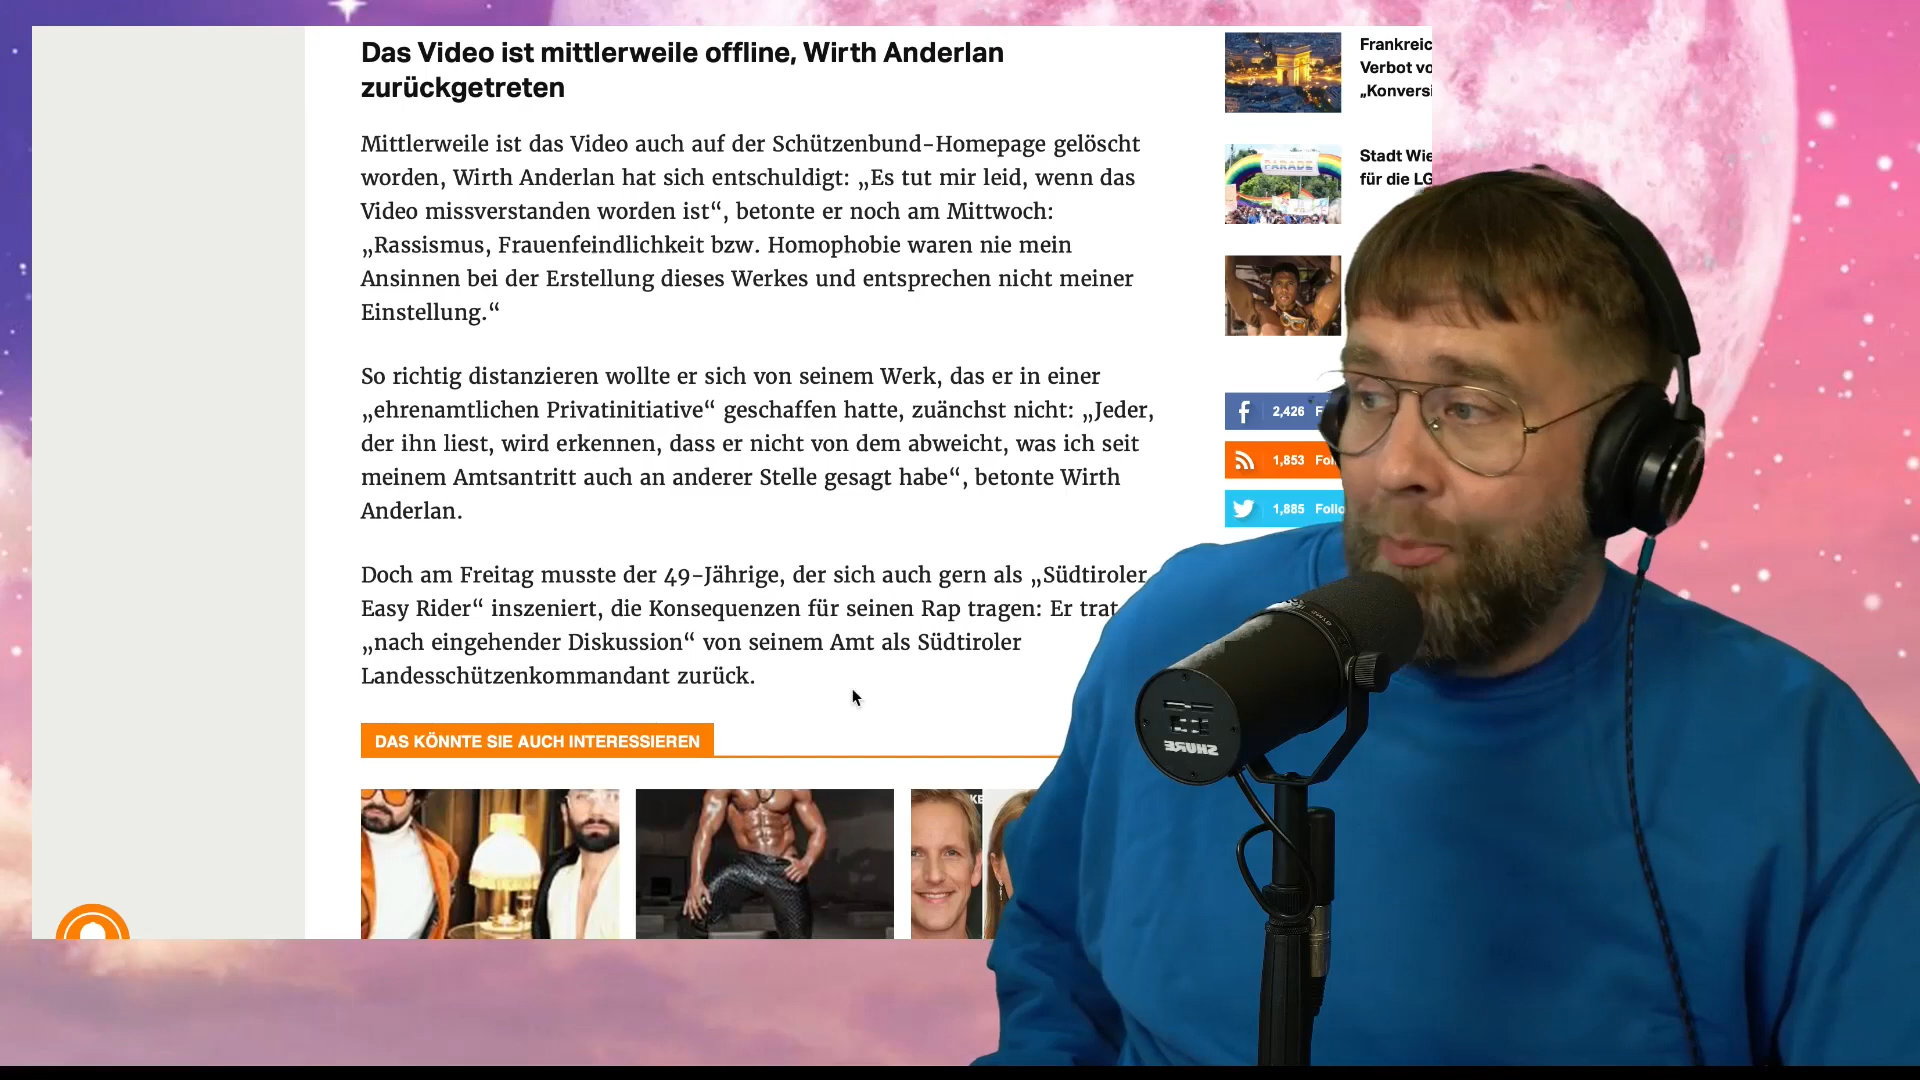 Das Video ist mittlerweile offline, Wirth Anderlan
zurückgetreten
Mittlerweile ist das Video auch auf der Schützenbund-Homepage gelöscht
worden, Wirth Anderlan hat sich entschuldigt: „Es tut mir leid, wenn das
Video missverstanden worden ist“, betonte er noch am Mittwoch:
„Rassismus, Frauenfeindlichkeit bzw. Homophobie waren nie mein
Ansinnen bei der Erstellung dieses Werkes und entsprechen nicht meiner
Einstellung.“
So richtig distanzieren wollte er sich von seinem Werk, das er in einer
„ehrenamtlichen Privatinitiative“ geschaffen hatte, zuänchst nicht: „Jeder,
der ihn liest, wird erkennen, dass er nicht von dem abweicht, was ich seit
meinem Amtsantritt auch an anderer Stelle gesagt habe“, betonte Wirth
Anderlan.
Doch am Freitag musste der 49-Jährige, der sich auch gern als „Südtiroler
Easy Rider“ inszeniert, die Konsequenzen für seinen Rap tragen: Er trat
„nach eingehender Diskussion“ von seinem Amt als Südtiroler
Landesschützenkommandant zurück.
DAS KÖNNTE SIE AUCH INTERESSIEREN
Frankreic
Verbot vo
„Konversi
PARADE
Stadt Wie
für die LG
2,426 F
1,853 Fol
1,885 Follo
SHURE